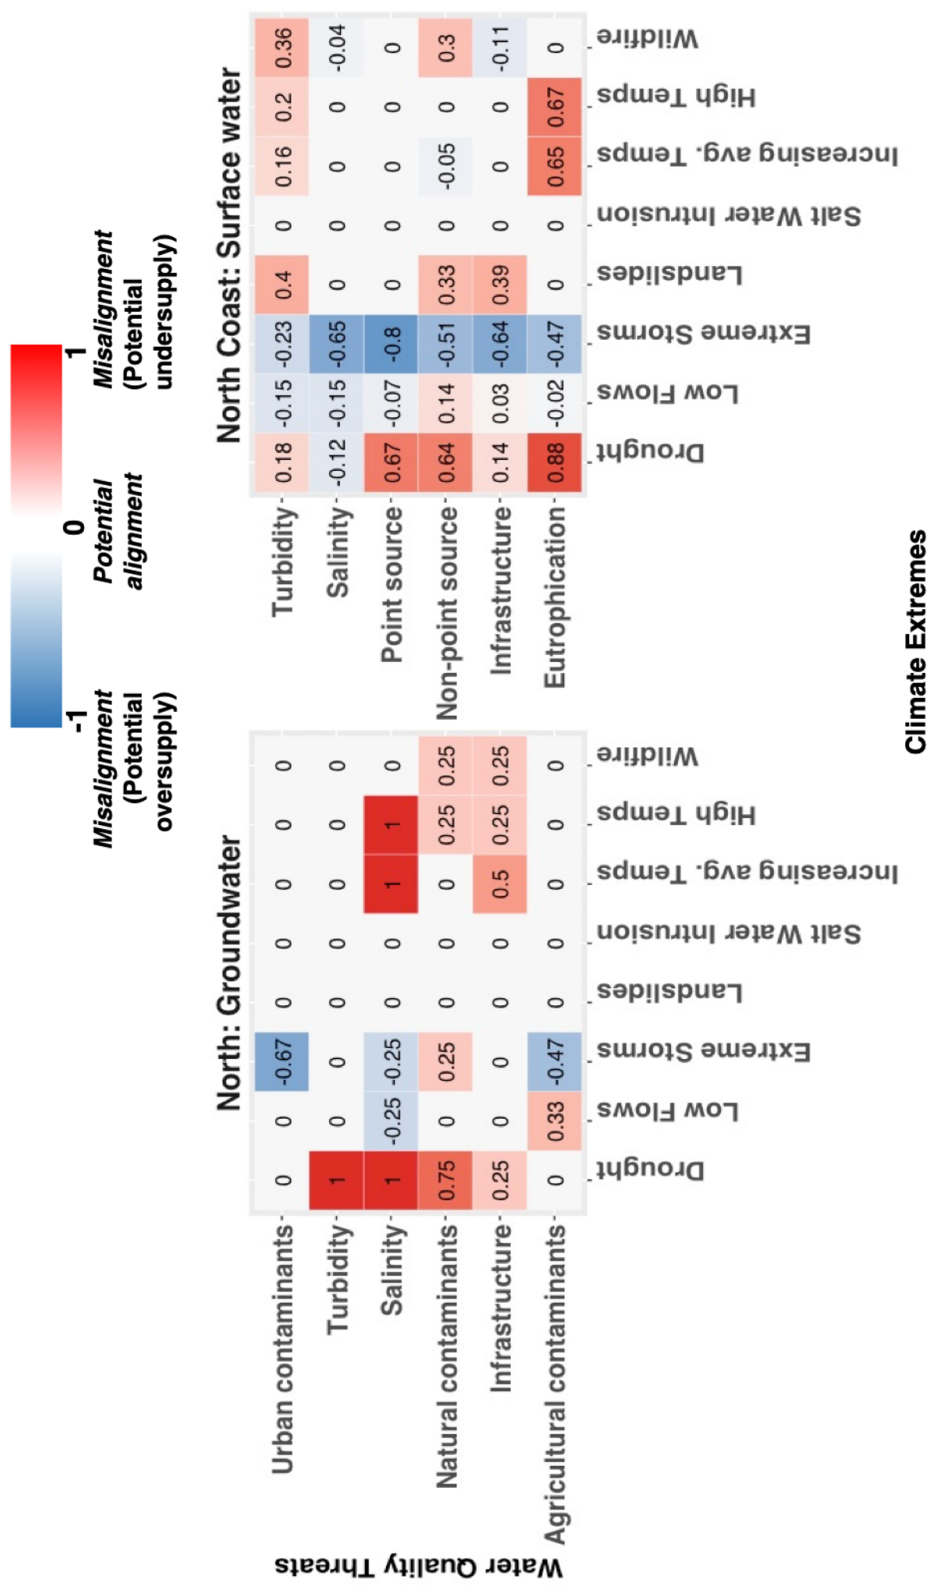 -1
0
1
Misalignment
(Potential
oversupply)
Potential
alignment
Misalignment
(Potential
undersupply)
North: Groundwater
Urban contaminants 0 0 -0.67 0 0 0 0 0
Turbidity 1 0 0 0 0 0 0 0
Salinity 1 -0.25 -0.25 0 0 1 1 0
Natural contaminants 0.75 0 0.25 0 0 0 0.25 0.25
Infrastructure 0.25 0 0 0 0 0.5 0.25 0.25
Agricultural contaminants 0 0.33 -0.47 0 0 0 0 0
Drought
Low Flows
Extreme Storms
Landslides
Salt Water Intrusion
Increasing avg. Temps
High Temps
Wildfire
North Coast: Surface water
Turbidity 0.18 -0.15 -0.23 0.4 0 0.16 0.2 0.36
Salinity -0.12 -0.15 -0.65 0 0 0 0 -0.04
Point source 0.67 -0.07 -0.8 0 0 0 0 0
Non-point source 0.64 0.14 -0.51 0.33 0 -0.05 0 0.3
Infrastructure 0.14 0.03 -0.64 0.39 0 0 0 -0.11
Eutrophication 0.88 -0.02 -0.47 0 0 0.65 0.67 0
Drought
Low Flows
Extreme Storms
Landslides
Salt Water Intrusion
Increasing avg. Temps
High Temps
Wildfire
Water Quality Threats
Climate Extremes